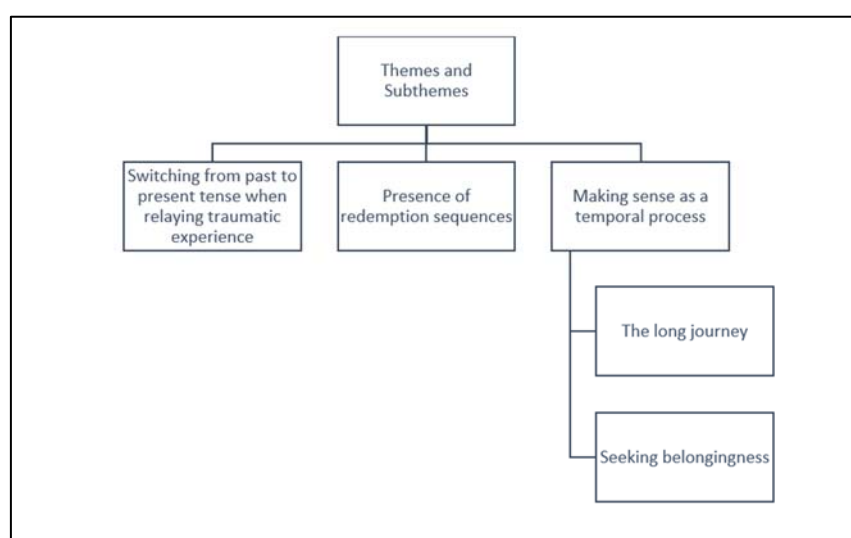 Themes and
Subthemes
Switching from past to
present tense when
relaying traumatic
experience
Presence of
redemption sequences
Making sense as a
temporal process
The long journey
Seeking belongingness